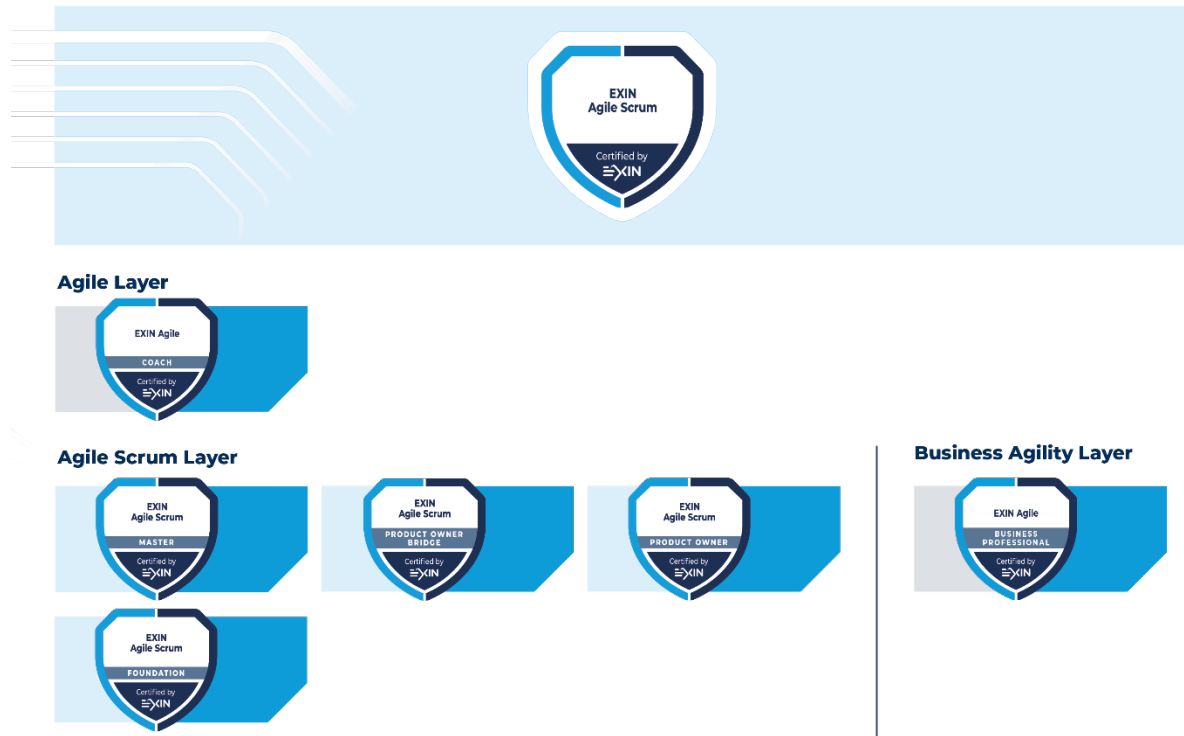 EXIN
Agile Scrum
Certified by
EXIN
Agile Layer
EXIN Agile
COACH
Certified by
EXIN
Agile Scrum Layer
EXIN
Agile Scrum
MASTER
Certified by
EXIN
EXIN
Agile Scrum
PRODUCT OWNER
BRIDGE
Certified by
EXIN
EXIN
Agile Scrum
PRODUCT OWNER
Certified by
EXIN
Business Agility Layer
EXIN Agile
BUSINESS
PROFESSIONAL
Certified by
EXIN
EXIN
Agile Scrum
FOUNDATION
Certified by
EXIN